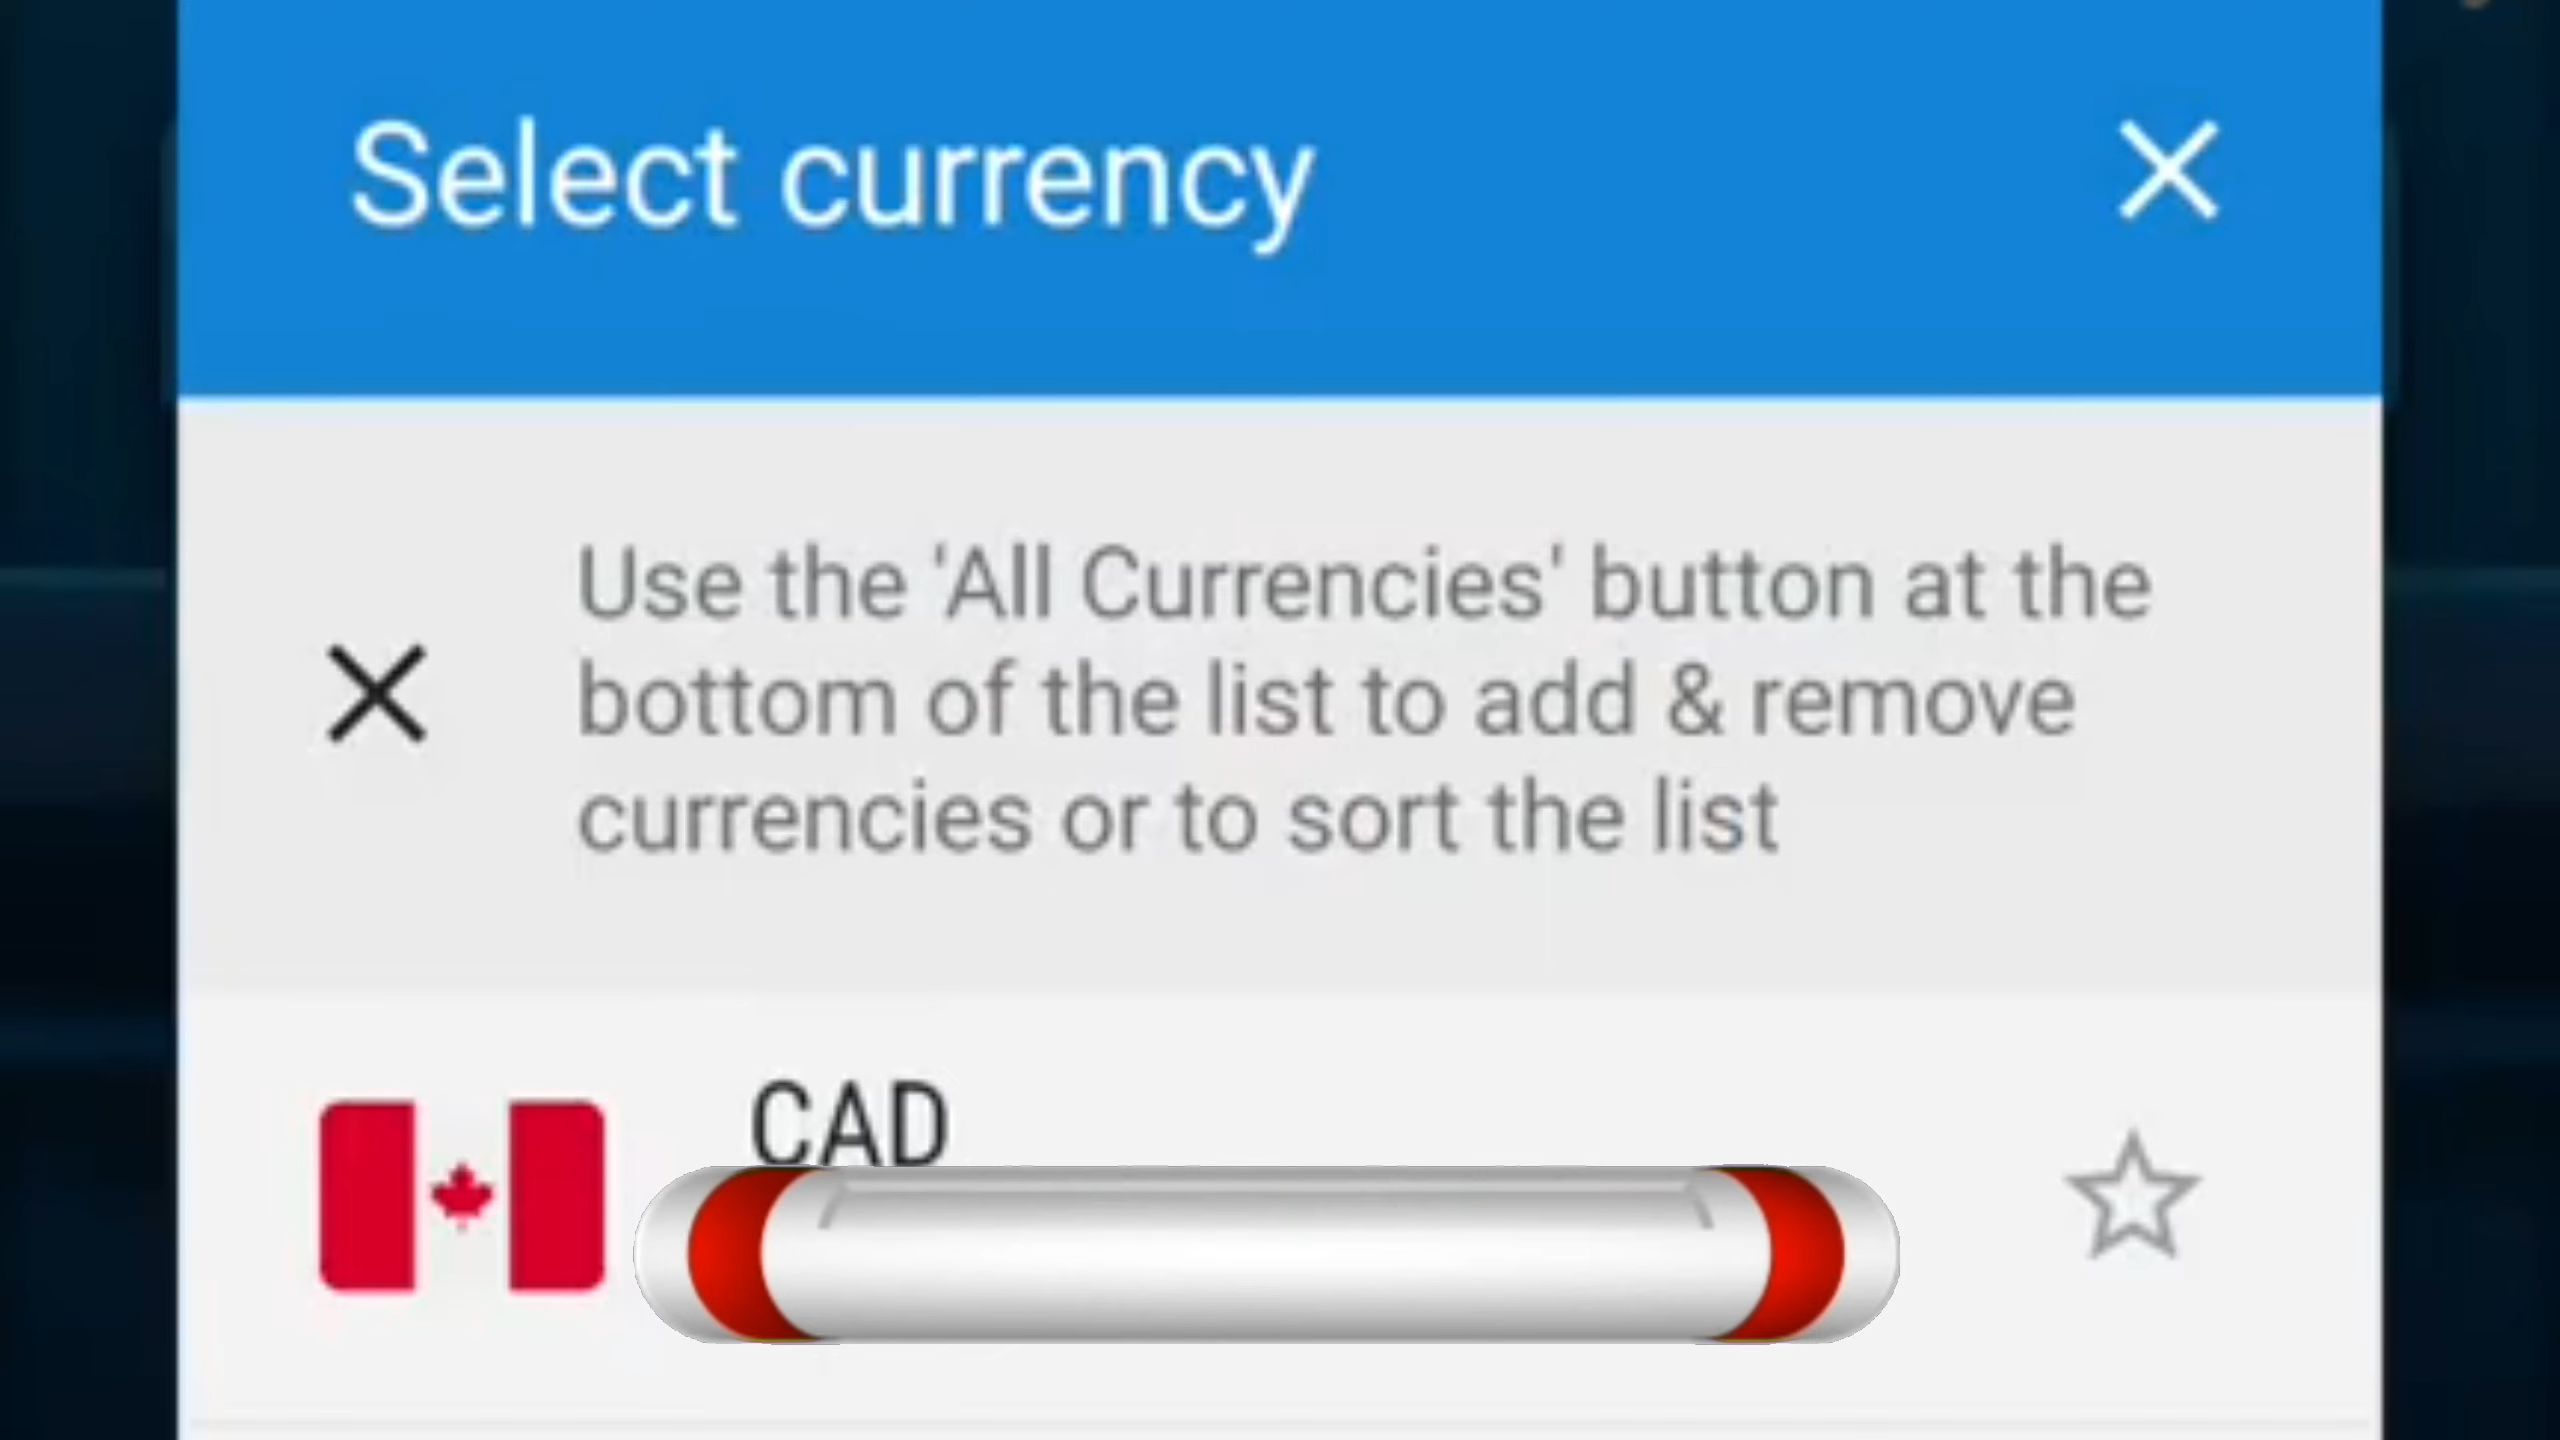 Select currency
Use the 'All Currencies' button at the
bottom of the list to add & remove
currencies or to sort the list
CAD